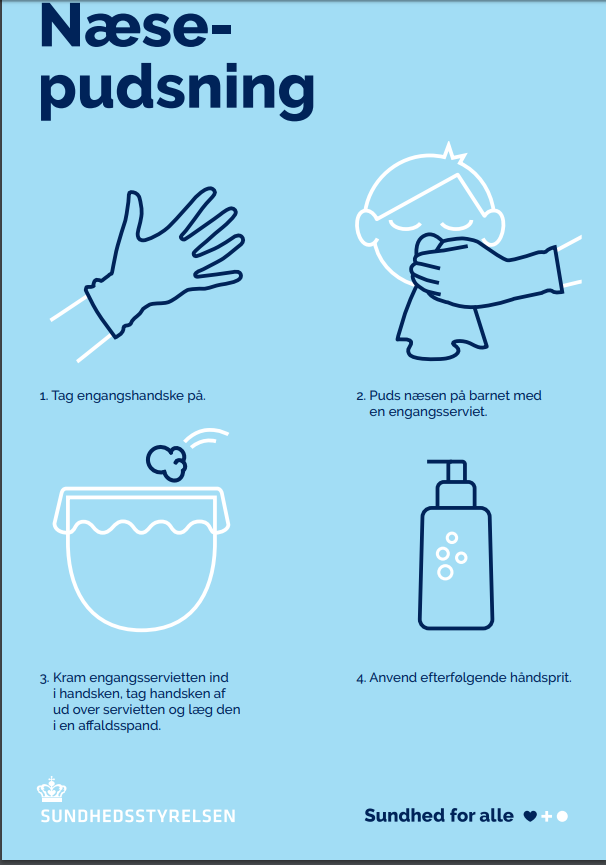 Næse-
pudsning
1. Tag engangshandske på.
2. Puds næsen på barnet med
en engangsserviet.
3. Kram engangsservietten ind
i handsken, tag handsken af
ud over servietten og læg den
i en affaldsspand.
4. Anvend efterfølgende håndsprit.
SUNDHEDSSTYRELSEN
Sundhed for alle